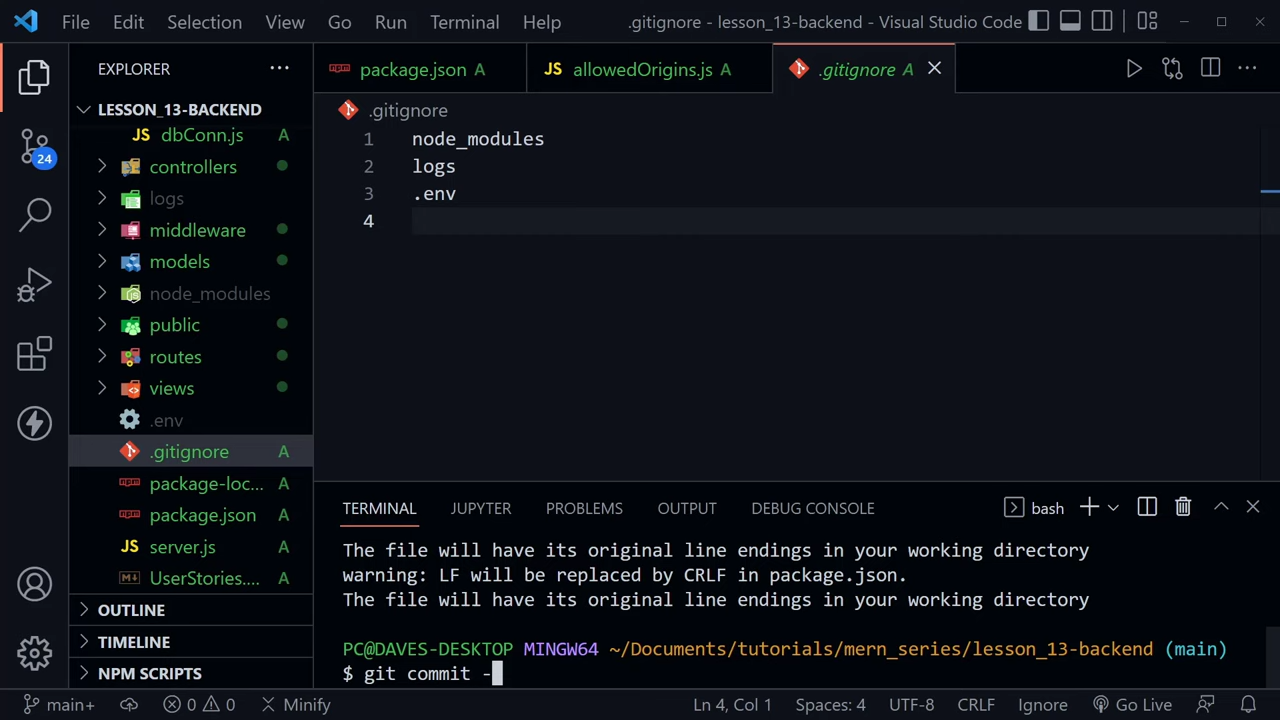 File Edit Selection View Go Run Terminal Help .gitignore - lesson_13-backend - Visual Studio Code
EXPLORER
LESSON_13-BACKEND
JS dbConn.js A
controllers
logs
middleware
models
node_modules
public
routes
views
.env
.gitignore A
package-loc... A
package.json A
JS server.js A
UserStories.... A
OUTLINE
TIMELINE
NPM SCRIPTS
24
package.json A JS allowedOrigins.js A .gitignore A
.gitignore
1 node_modules
2 logs
3 .env
4
TERMINAL JUPYTER PROBLEMS OUTPUT DEBUG CONSOLE bash
The file will have its original line endings in your working directory
warning: LF will be replaced by CRLF in package.json.
The file will have its original line endings in your working directory
PC@DAVES-DESKTOP MINGW64 ~/Documents/tutorials/mern_series/lesson_13-backend (main)
$ git commit -
main+ 0 0 Minify Ln 4, Col 1 Spaces: 4 UTF-8 CRLF Ignore Go Live